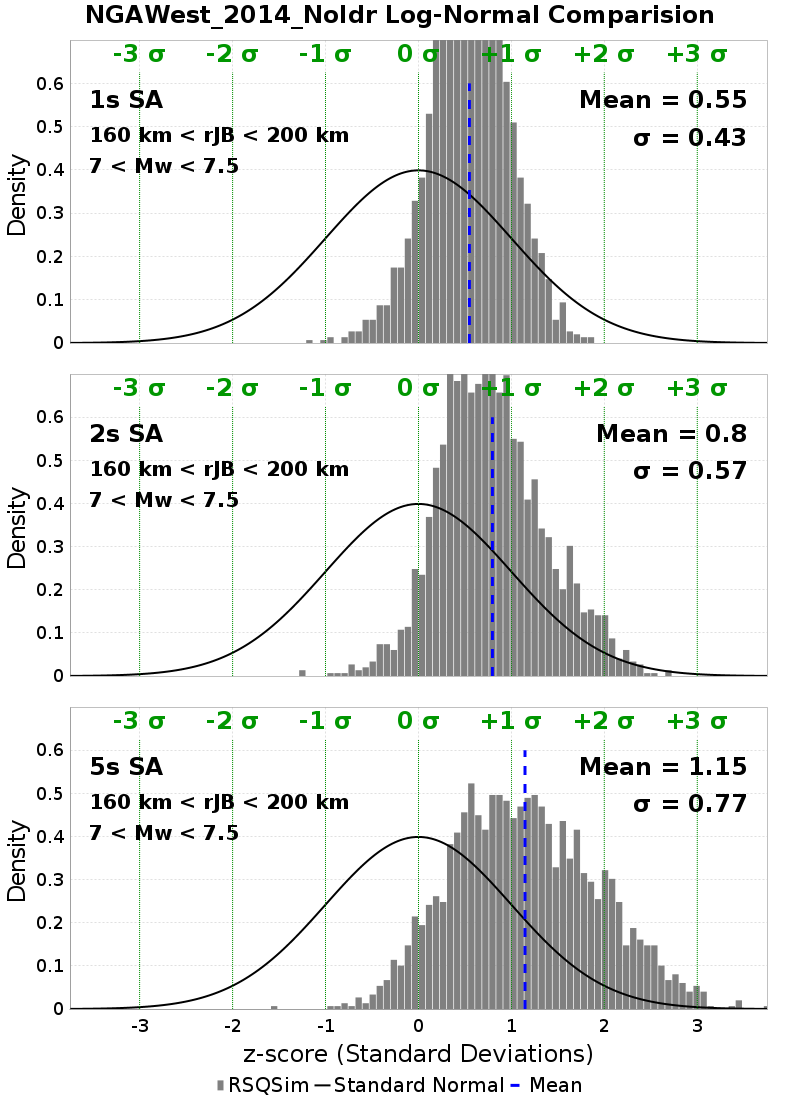 NGAWest_2014_NoIdr Log-Normal Comparision
-3 σ -2 σ -1 σ 0 σ +1 σ +2 σ +3 σ
1s SA
Mean = 0.55
160 km < rJB < 200 km
σ = 0.43
7 < Mw < 7.5
Density
0.6
0.5
0.4
0.3
0.2
0.1
0
-3 σ -2 σ -1 σ 0 σ +1 σ +2 σ +3 σ
2s SA
Mean = 0.8
160 km < rJB < 200 km
σ = 0.57
7 < Mw < 7.5
Density
0.6
0.5
0.4
0.3
0.2
0.1
0
-3 σ -2 σ -1 σ 0 σ +1 σ +2 σ +3 σ
5s SA
Mean = 1.15
160 km < rJB < 200 km
σ = 0.77
7 < Mw < 7.5
Density
0.6
0.5
0.4
0.3
0.2
0.1
0
-3 -2 -1 0 1 2 3
z-score (Standard Deviations)
RSQSim Standard Normal Mean